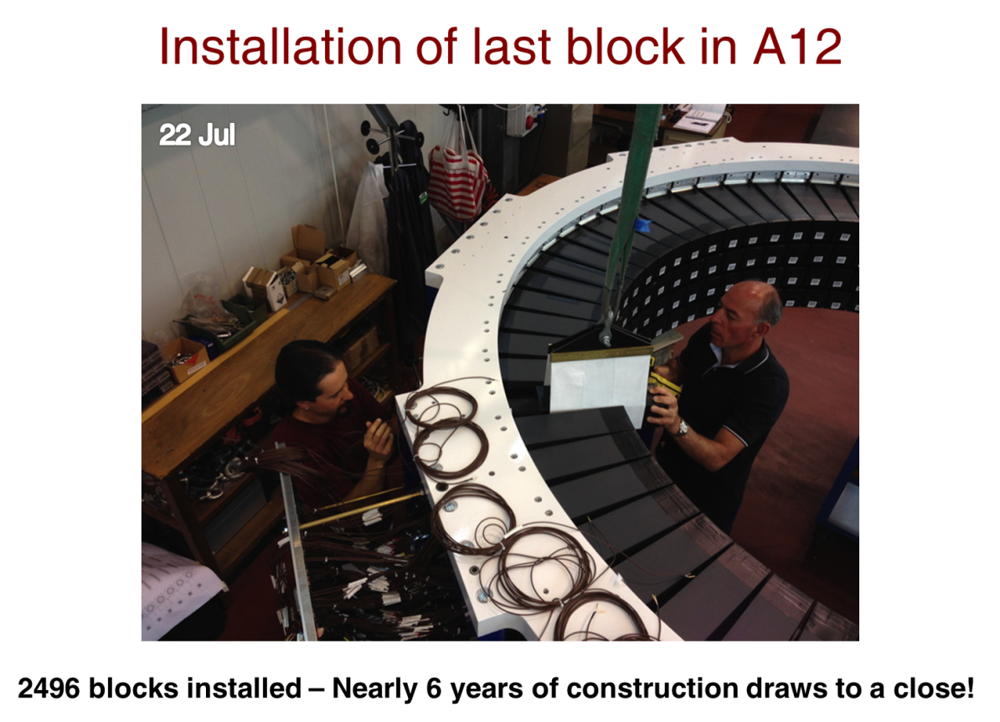 Installation of last block in A12
22 Jul
2496 blocks installed – Nearly 6 years of construction draws to a close!